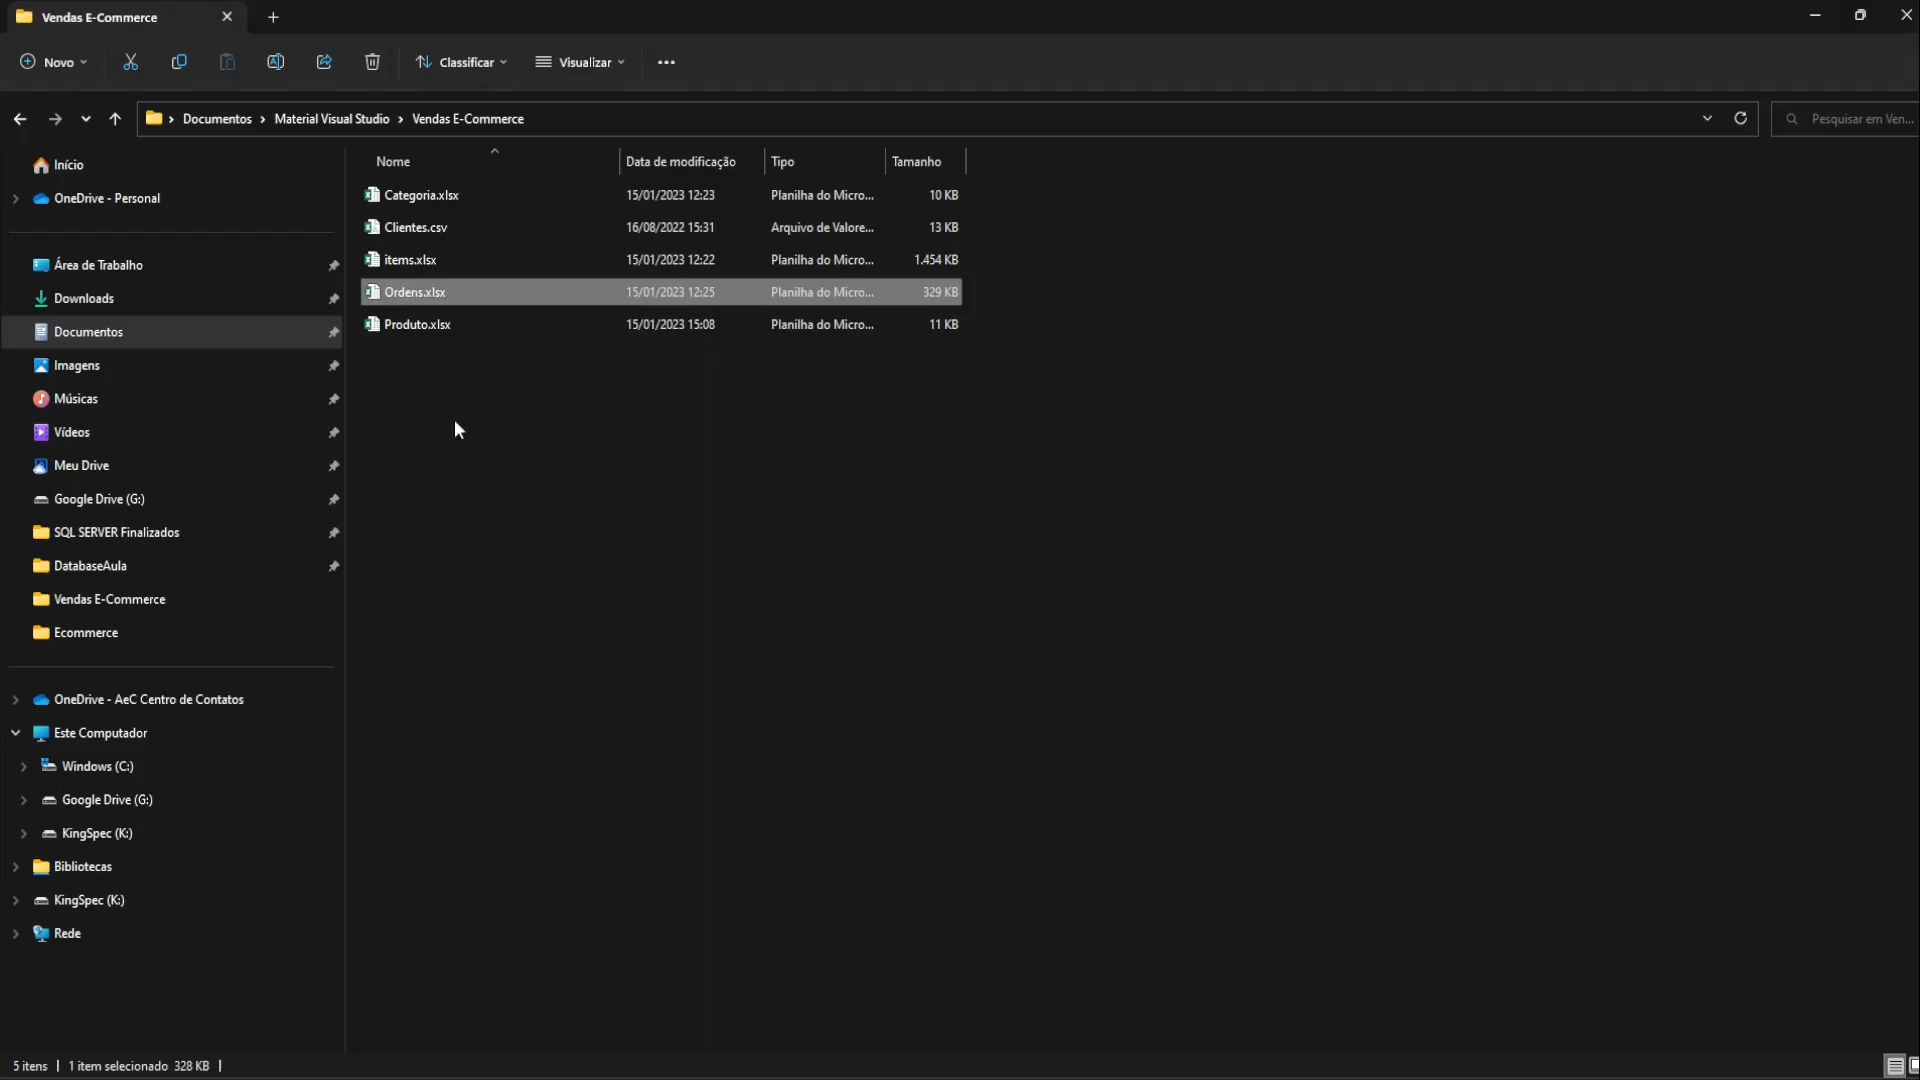 Vendas E-Commerce
Novo
Classificar
Visualizar
Documentos > Material Visual Studio > Vendas E-Commerce
Pesquisar em Ven...
Início
OneDrive - Personal
Área de Trabalho
Downloads
Documentos
Imagens
Músicas
Vídeos
Meu Drive
Google Drive (G:)
SQL SERVER Finalizados
DatabaseAula
Vendas E-Commerce
Ecommerce
OneDrive - AeC Centro de Contatos
Este Computador
Windows (C:)
Google Drive (G:)
KingSpec (K:)
Bibliotecas
KingSpec (K:)
Rede
Nome Data de modificação Tipo Tamanho
Categoria.xlsx 15/01/2023 12:23 Planilha do Micro... 10 KB
Clientes.csv 16/08/2022 15:31 Arquivo de Valore... 13 KB
items.xlsx 15/01/2023 12:22 Planilha do Micro... 1.454 KB
Ordens.xlsx 15/01/2023 12:25 Planilha do Micro... 329 KB
Produto.xlsx 15/01/2023 15:08 Planilha do Micro... 11 KB
5 itens | 1 item selecionado 328 KB |